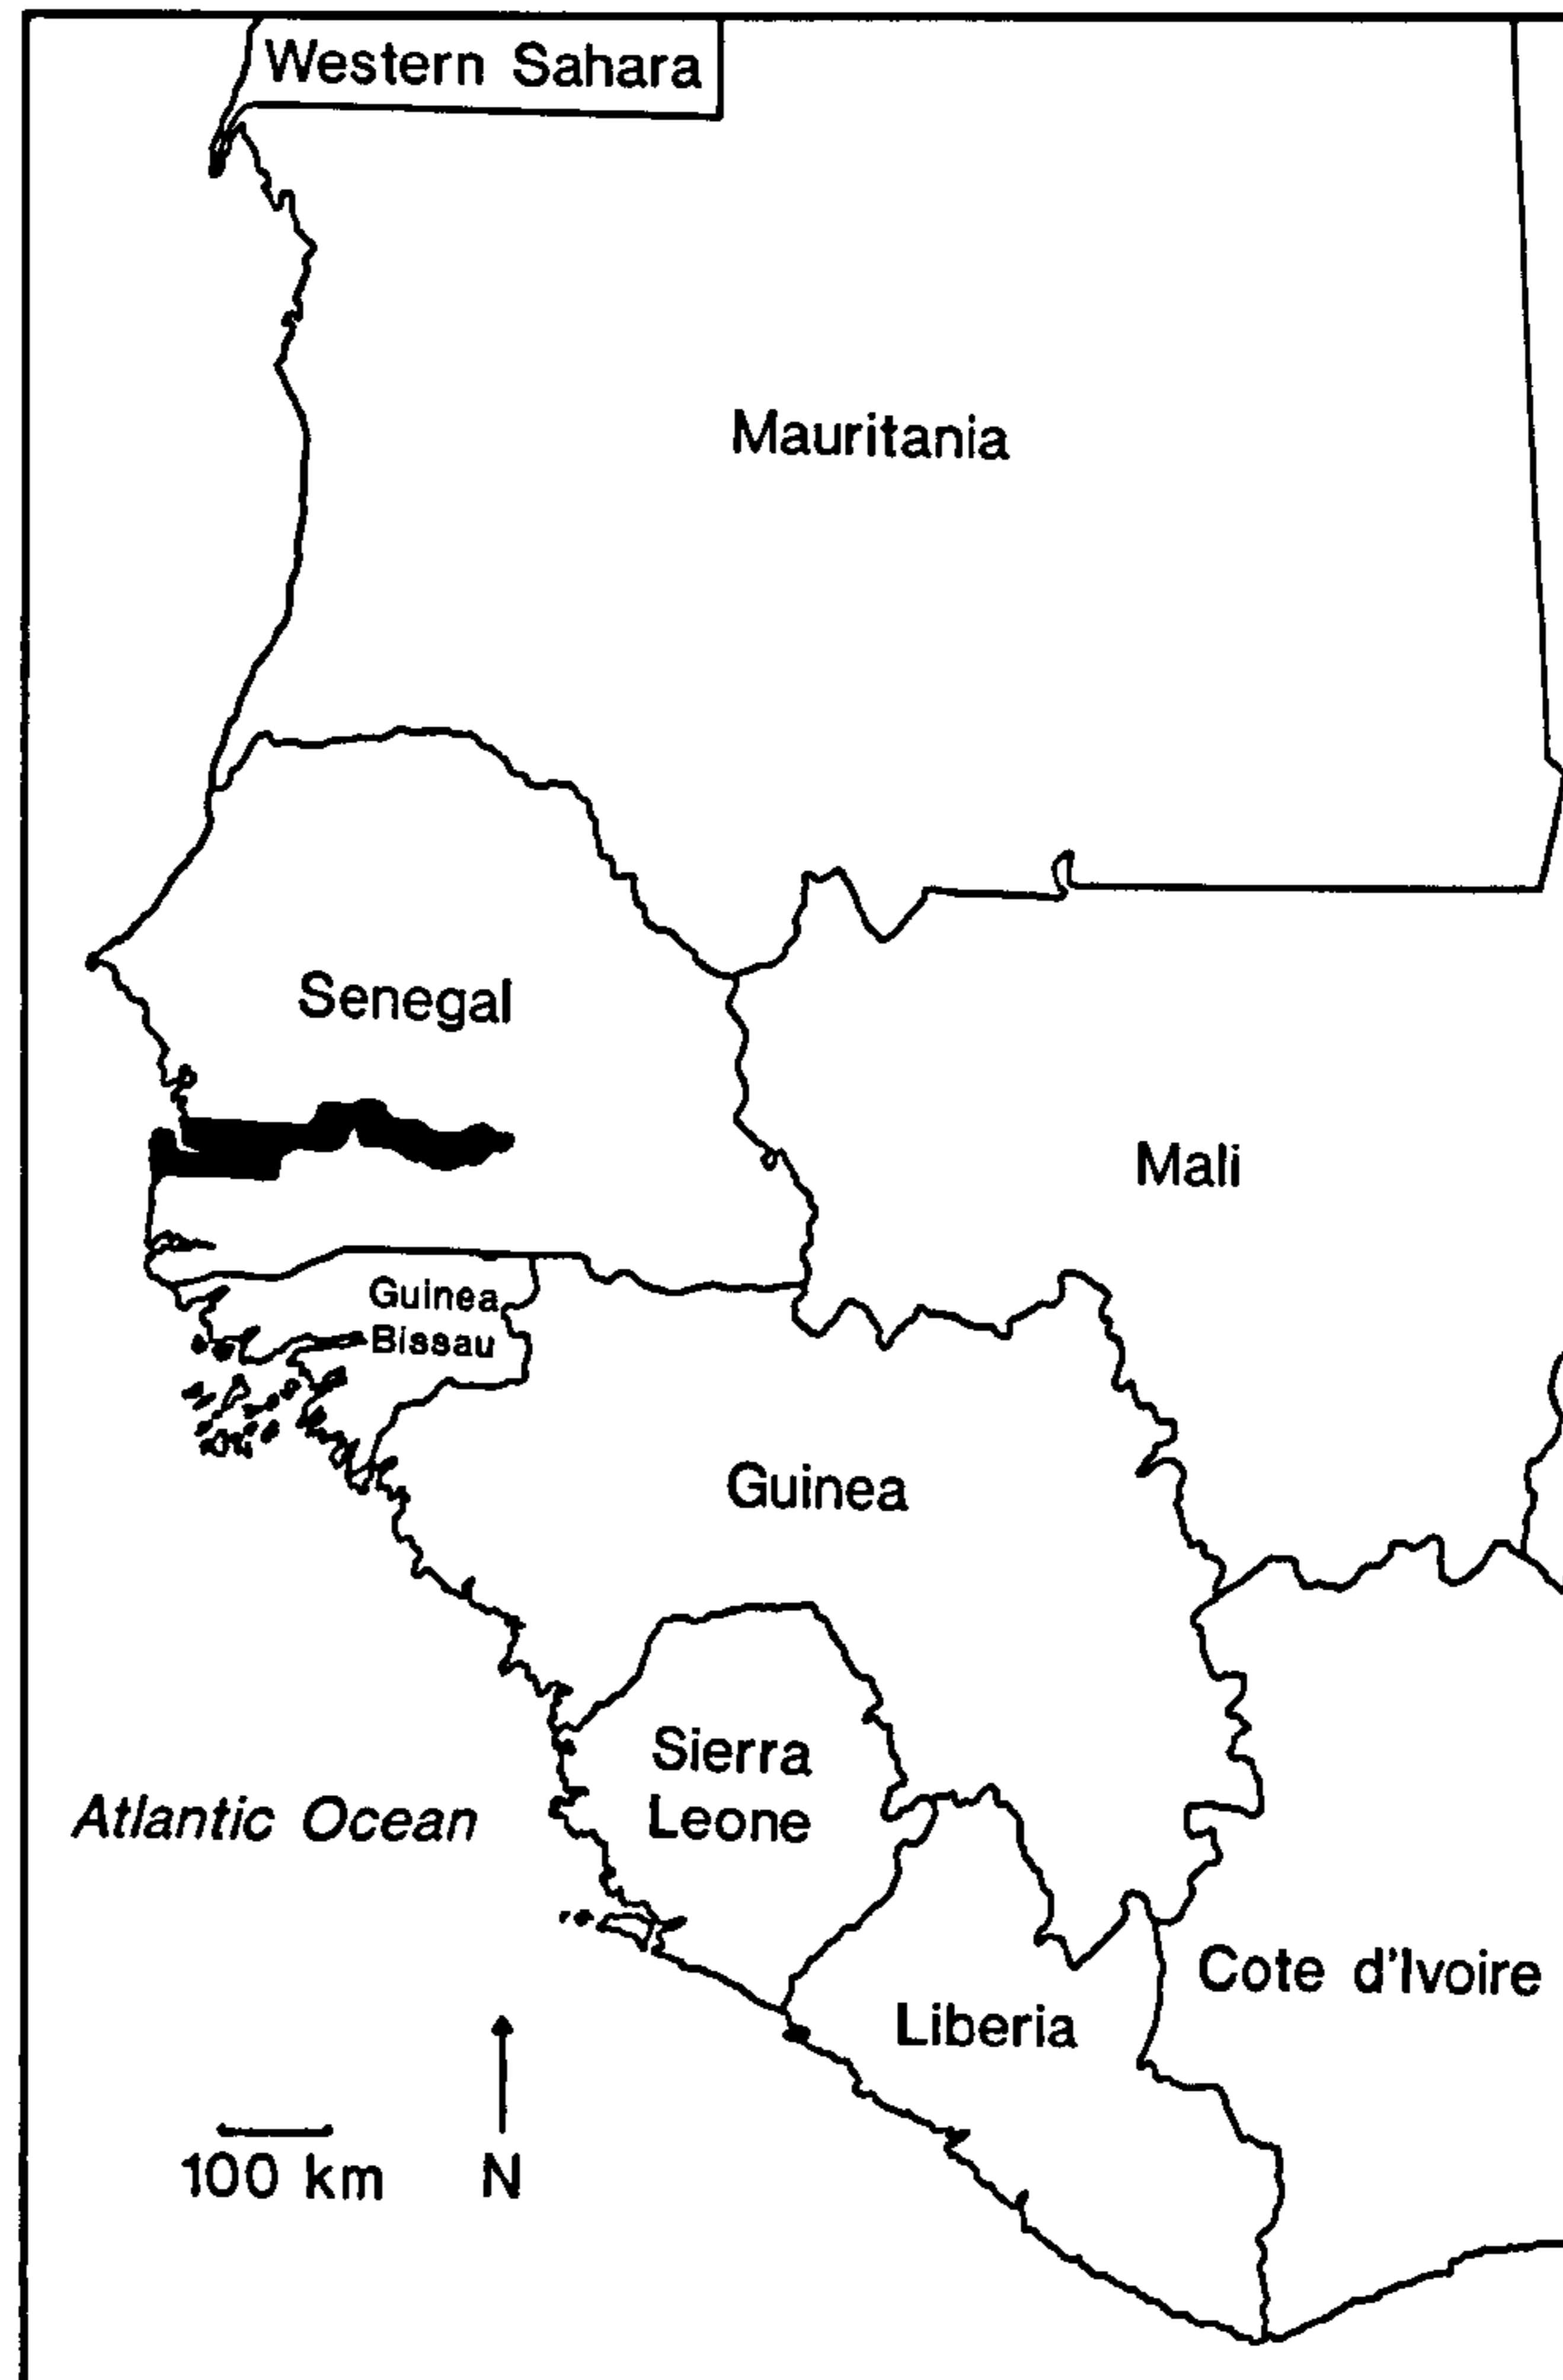 Western Sahara
Mauritania
Senegal
Mali
Guinea
Bissau
Guinea
Sierra
Leone
Atlantic Ocean
Cote d'Ivoire
Liberia
100 km
N